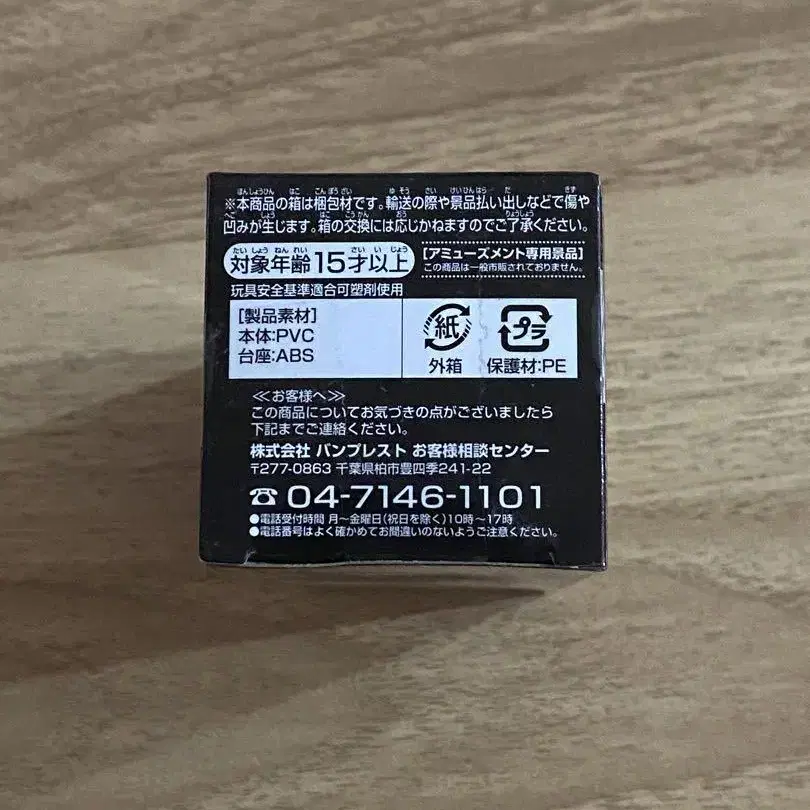 ※本商品の箱は梱包材です。輸送の際や景品払い出しなどで傷や
凹みが生じます。箱の交換には応じかねますのでご了承ください。
対象年齢15才以上
[アミューズメント専用景品]
この商品は一般市販されておりません。
玩具安全基準適合可塑剤使用
[製品素材]
本体:PVC
台座:ABS
紙
外箱
プラ
保護材:PE
≪お客様へ≫
この商品についてお気づきの点がございましたら
下記までご連絡ください。
株式会社 バンプレスト お客様相談センター
〒277-0863 千葉県柏市豊四季241-22
☎04-7146-1101
●電話受付時間 月～金曜日(祝日を除く)10時～17時
●電話番号はよく確かめてお間違いのないようご注意ください。